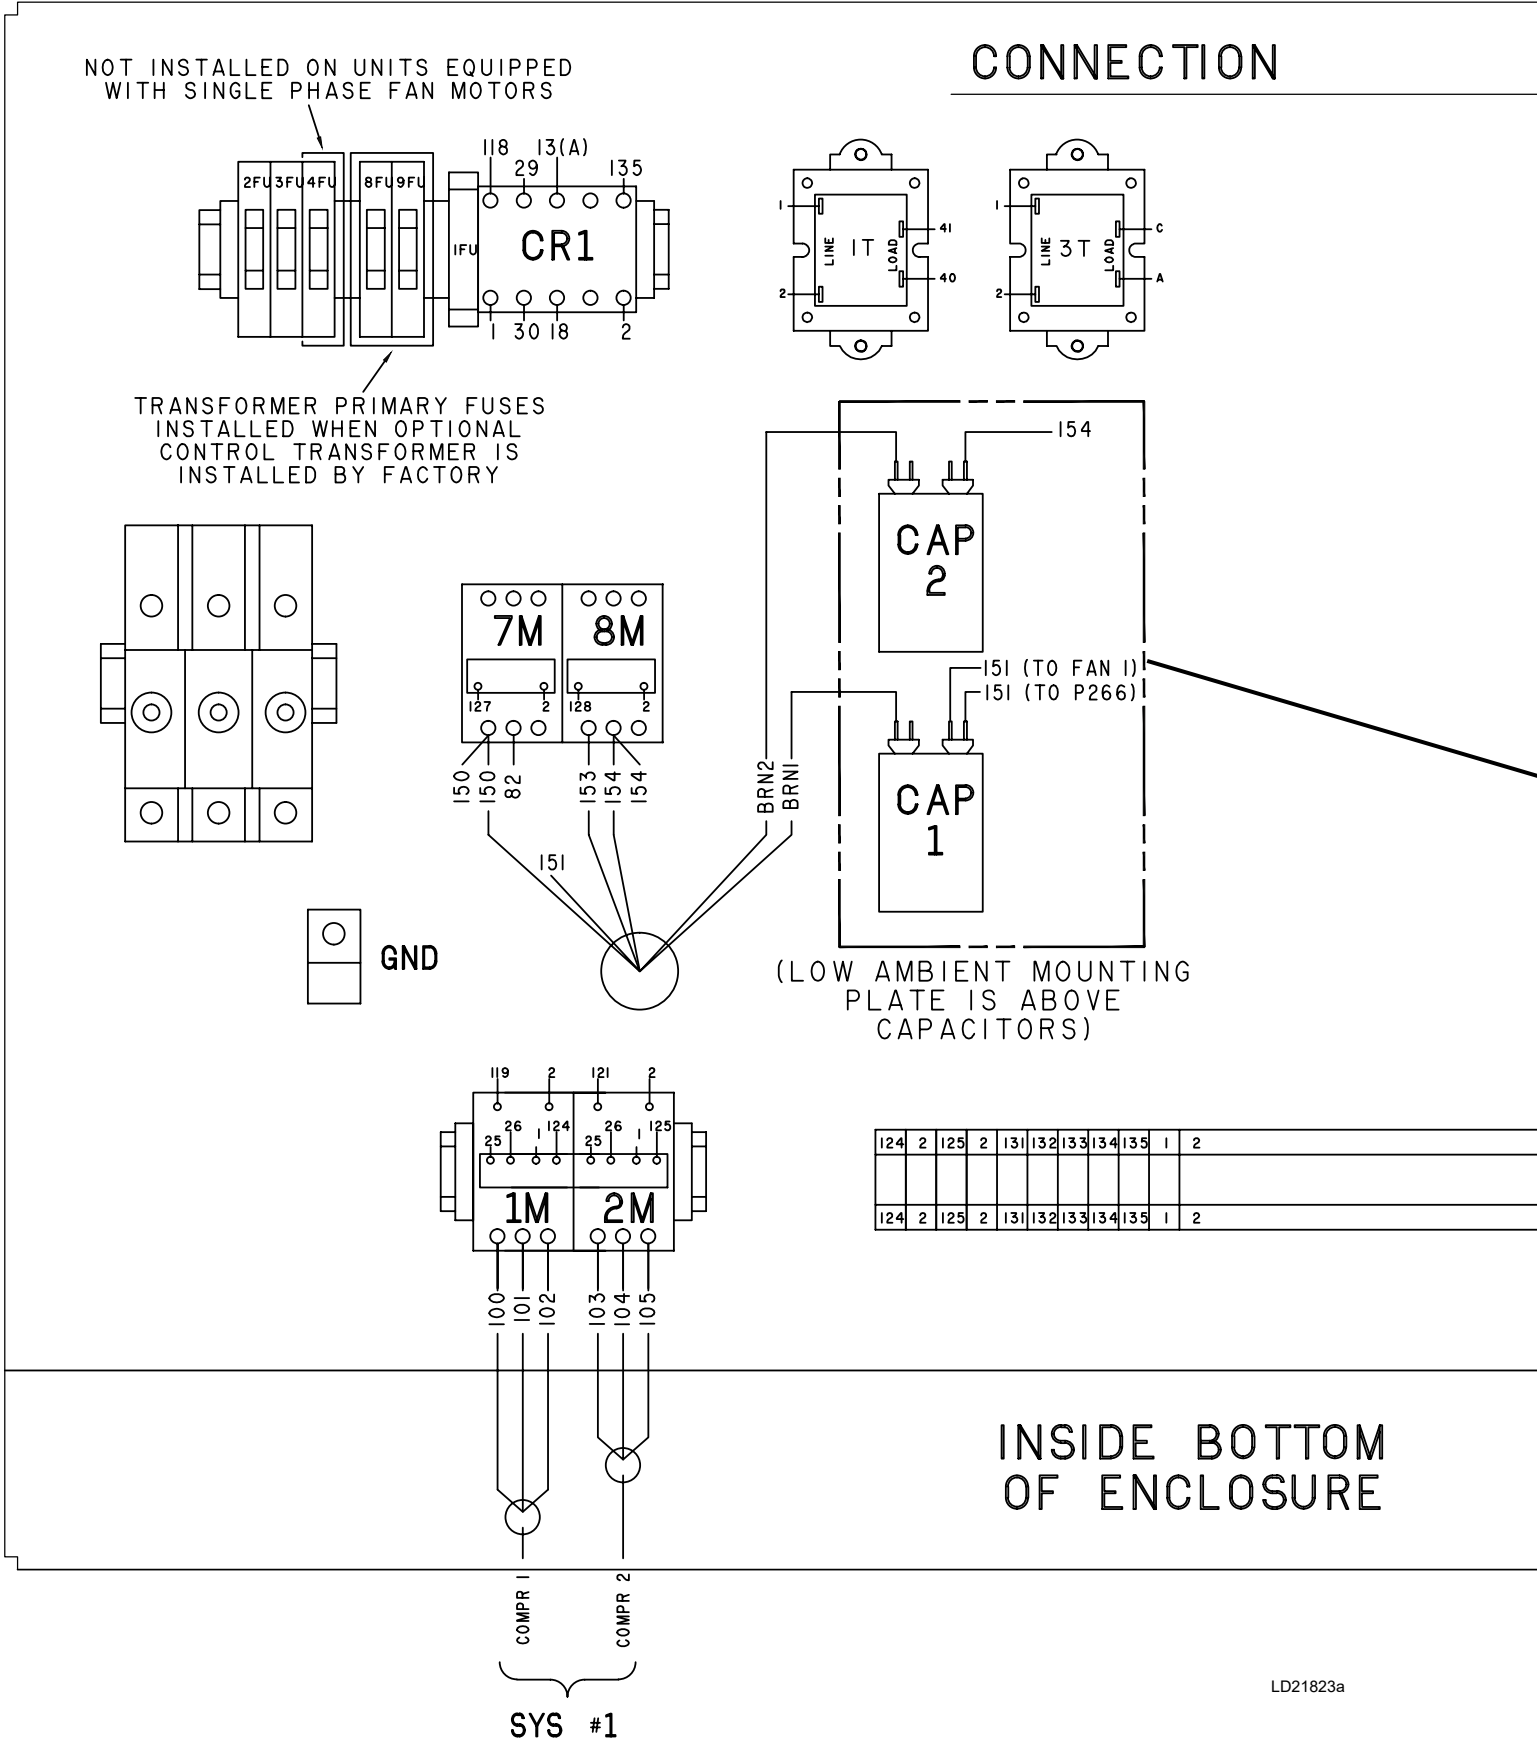 CONNECTION
NOT INSTALLED ON UNITS EQUIPPED
WITH SINGLE PHASE FAN MOTORS
118 29 13(A) 135
2FU 3FU 4FU 8FU 9FU
1FU
CR1
1 30 18 2
1 2 LINE 1T LOAD 41 40
1 2 LINE 3T LOAD C A
TRANSFORMER PRIMARY FUSES
INSTALLED WHEN OPTIONAL
CONTROL TRANSFORMER IS
INSTALLED BY FACTORY
154
CAP
2
7M 8M
127 2 128 2
150 150 82 153 154 154
151
BRN2 BRN1
151 (TO FAN 1)
151 (TO P266)
CAP
1
GND
(LOW AMBIENT MOUNTING
PLATE IS ABOVE
CAPACITORS)
119 2 121 2
25 26 1 124 25 26 1 125
1M 2M
100 101 102 103 104 105
124 2 125 2 131 132 133 134 135 1 2
124 2 125 2 131 132 133 134 135 1 2
INSIDE BOTTOM
OF ENCLOSURE
COMPR 1 COMPR 2
SYS #1
LD21823a